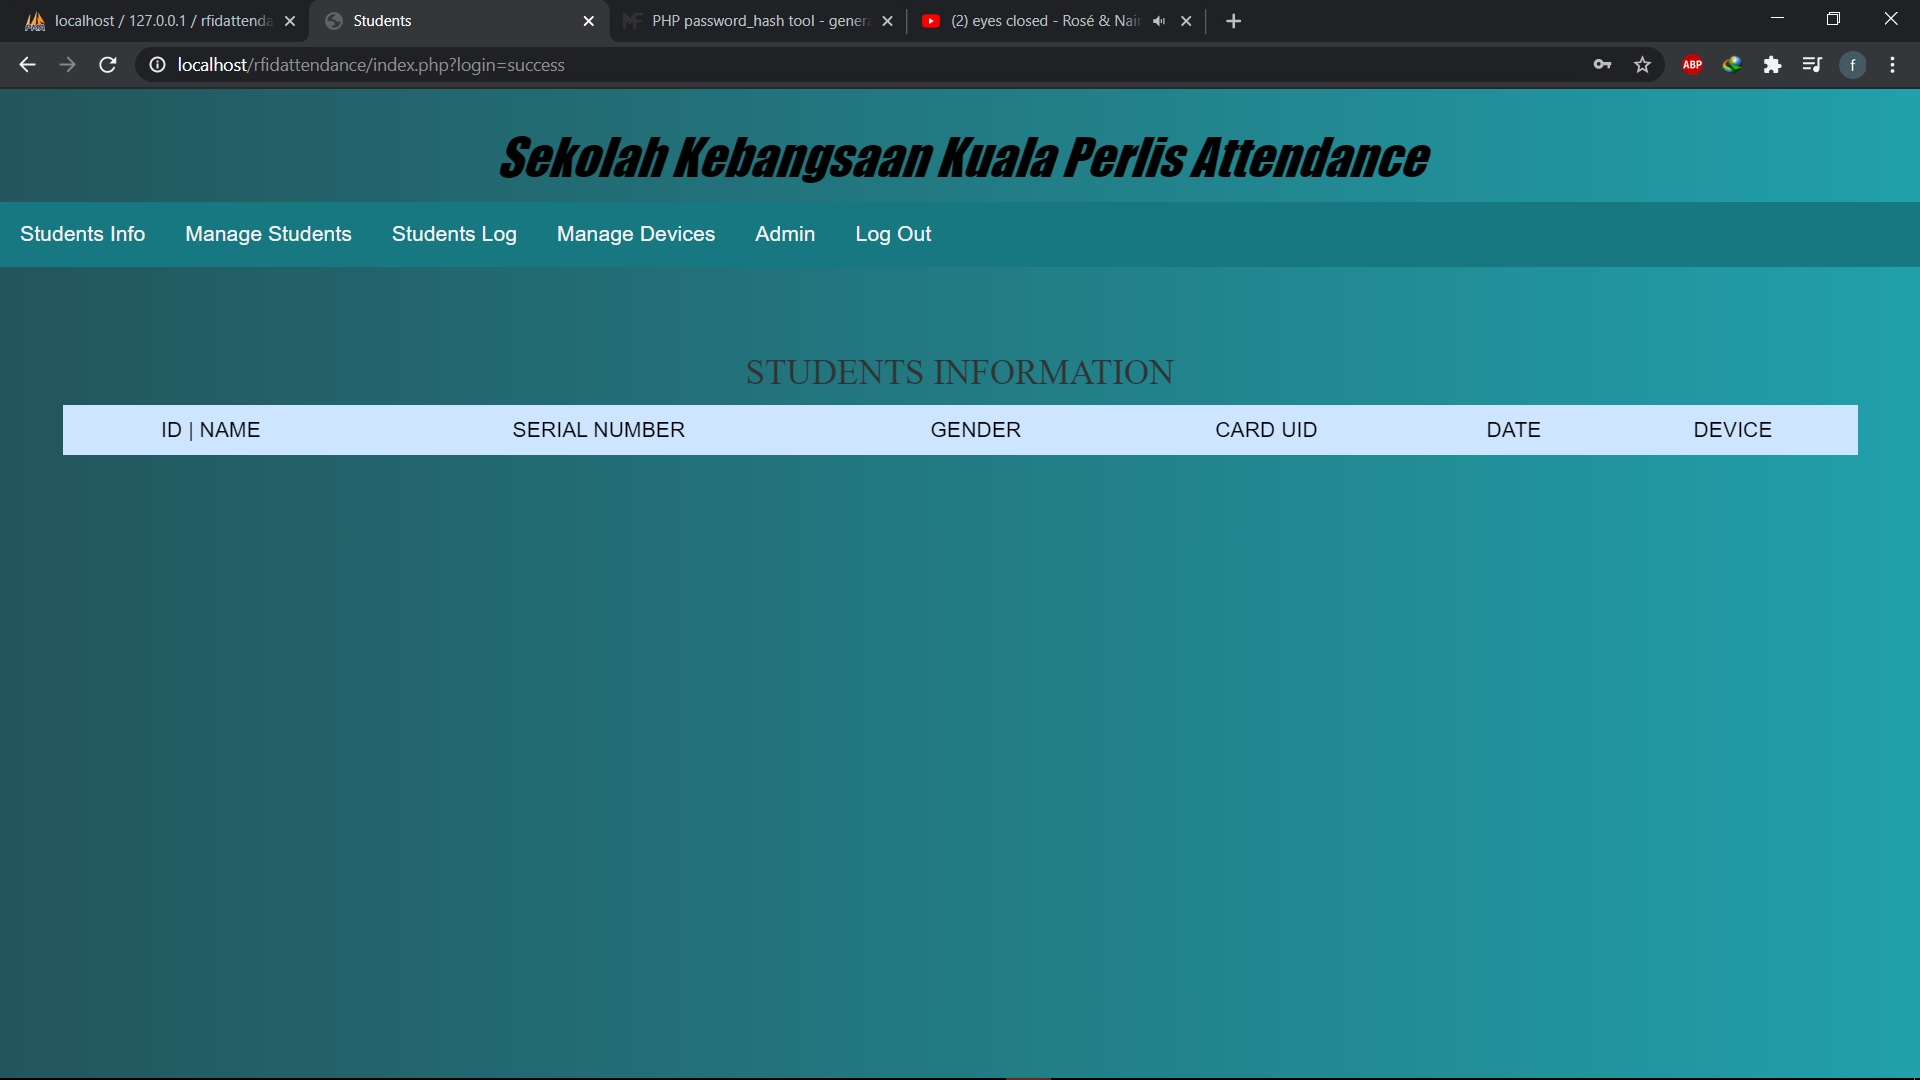 localhost / 127.0.0.1 / rfidattenda
Students
PHP password_hash tool - genera
(2) eyes closed - Rosé & Nair
localhost/rfidattendance/index.php?login=success
ABP
f
Sekolah Kebangsaan Kuala Perlis Attendance
Students Info Manage Students Students Log Manage Devices Admin Log Out
STUDENTS INFORMATION
ID | NAME SERIAL NUMBER GENDER CARD UID DATE DEVICE